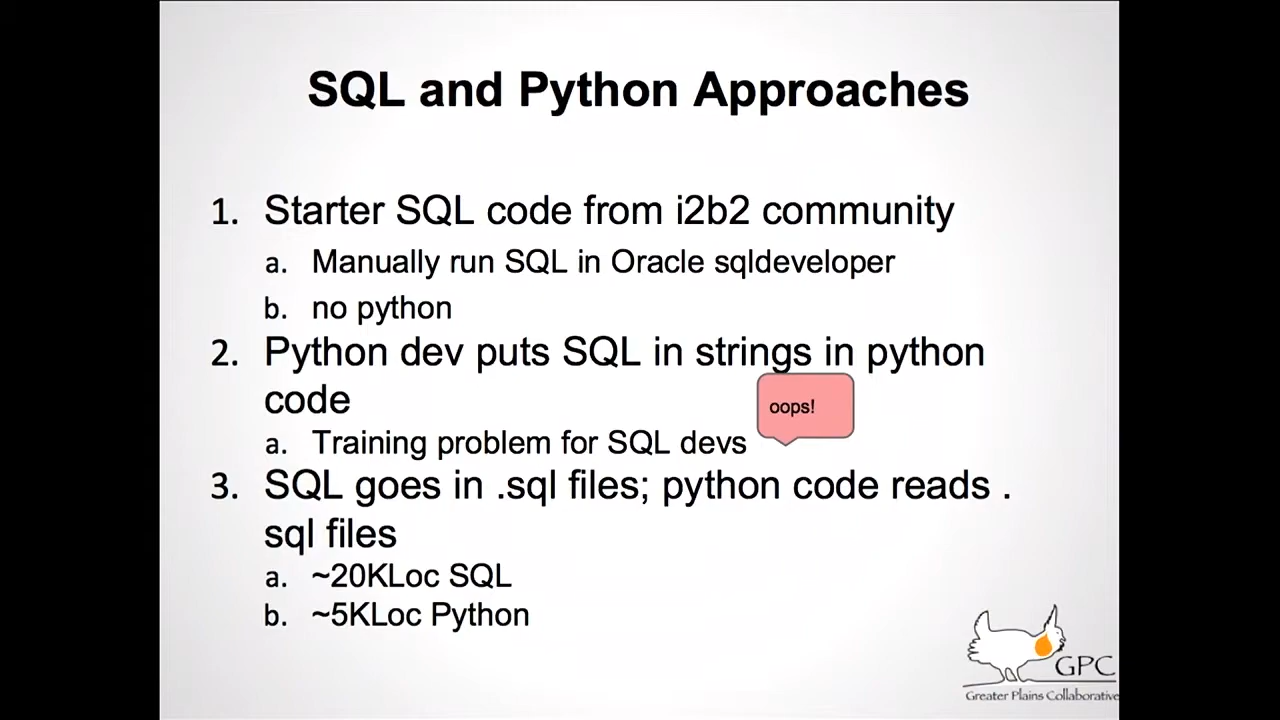 SQL and Python Approaches
1. Starter SQL code from i2b2 community
a. Manually run SQL in Oracle sqldeveloper
b. no python
2. Python dev puts SQL in strings in python
code
oops!
a. Training problem for SQL devs
3. SQL goes in .sql files; python code reads .
sql files
a. ~20KLoc SQL
b. ~5KLoc Python
GPC
Greater Plains Collaborative